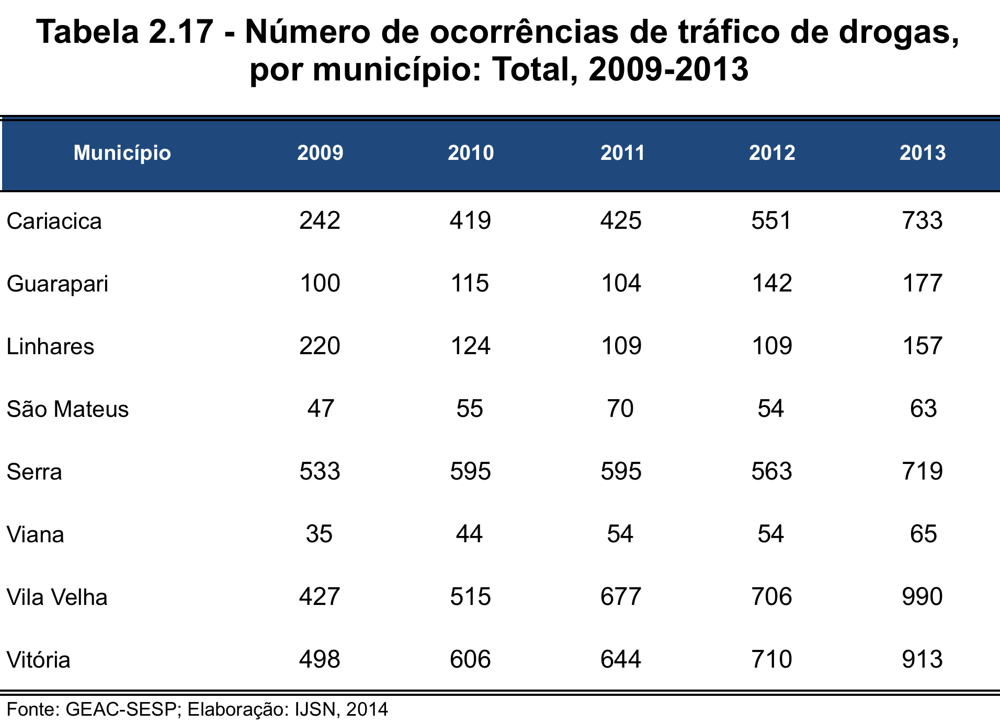 Tabela 2.17 - Número de ocorrências de tráfico de drogas,
por município: Total, 2009-2013
Município 2009 2010 2011 2012 2013
Cariacica 242 419 425 551 733
Guarapari 100 115 104 142 177
Linhares 220 124 109 109 157
São Mateus 47 55 70 54 63
Serra 533 595 595 563 719
Viana 35 44 54 54 65
Vila Velha 427 515 677 706 990
Vitória 498 606 644 710 913
Fonte: GEAC-SESP; Elaboração: IJSN, 2014